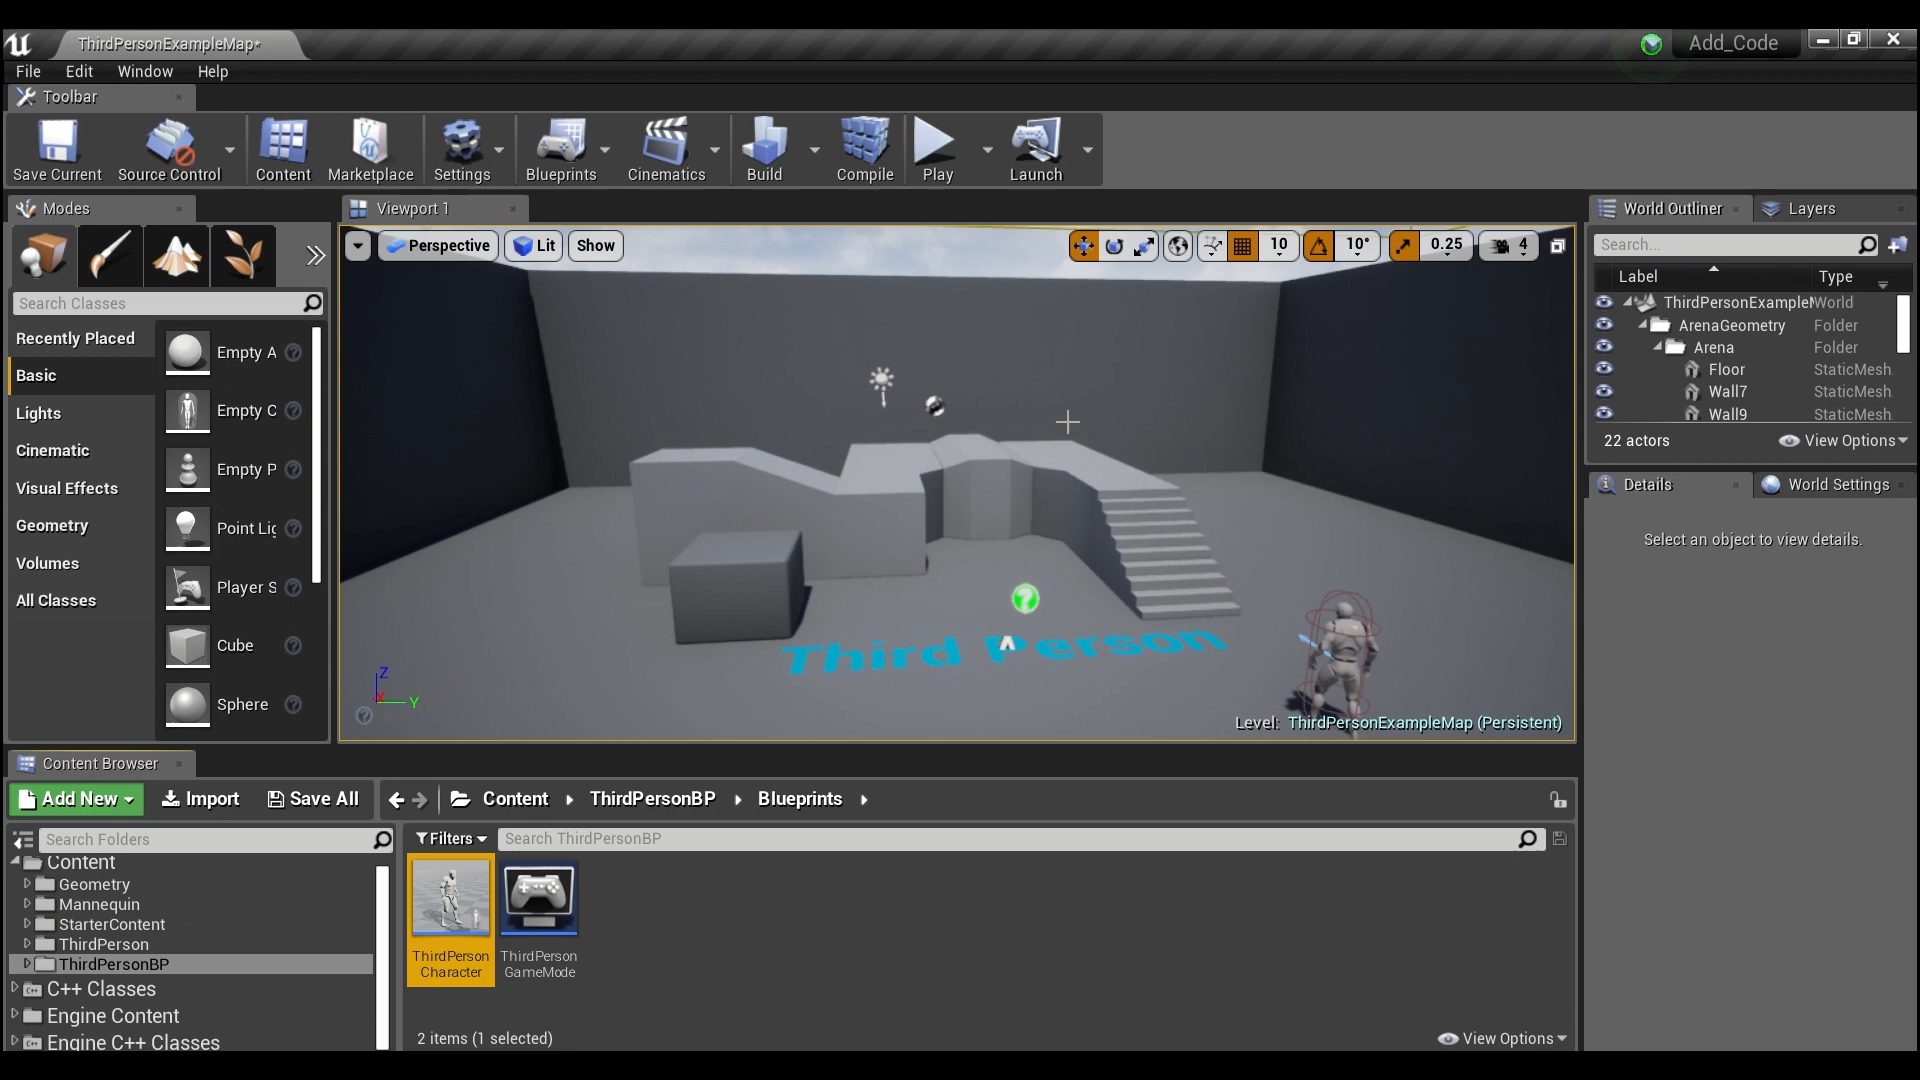 ThirdPersonExampleMap*
Add_Code
File Edit Window Help
Toolbar
Save Current Source Control Content Marketplace Settings Blueprints Cinematics Build Compile Play Launch
Modes
Viewport 1
World Outliner
Layers
Perspective Lit Show
10 10° 0.25 4
Search...
Label Type
Search Classes
Recently Placed
Basic
Lights
Cinematic
Visual Effects
Geometry
Volumes
All Classes
Empty A
Empty C
Empty P
Point Lig
Player S
Cube
Sphere
ThirdPersonExampleM World
ArenaGeometry Folder
Arena Folder
Floor StaticMesh
Wall7 StaticMesh
Wall9 StaticMesh
22 actors
View Options
Details
World Settings
Select an object to view details.
Third Person
Z
X
Y
Level: ThirdPersonExampleMap (Persistent)
Content Browser
Add New Import Save All Content ThirdPersonBP Blueprints
Search Folders
Filters
Search ThirdPersonBP
Content
Geometry
Mannequin
StarterContent
ThirdPerson
ThirdPersonBP
C++ Classes
Engine Content
Engine C++ Classes
ThirdPerson
Character
ThirdPerson
GameMode
2 items (1 selected)
View Options